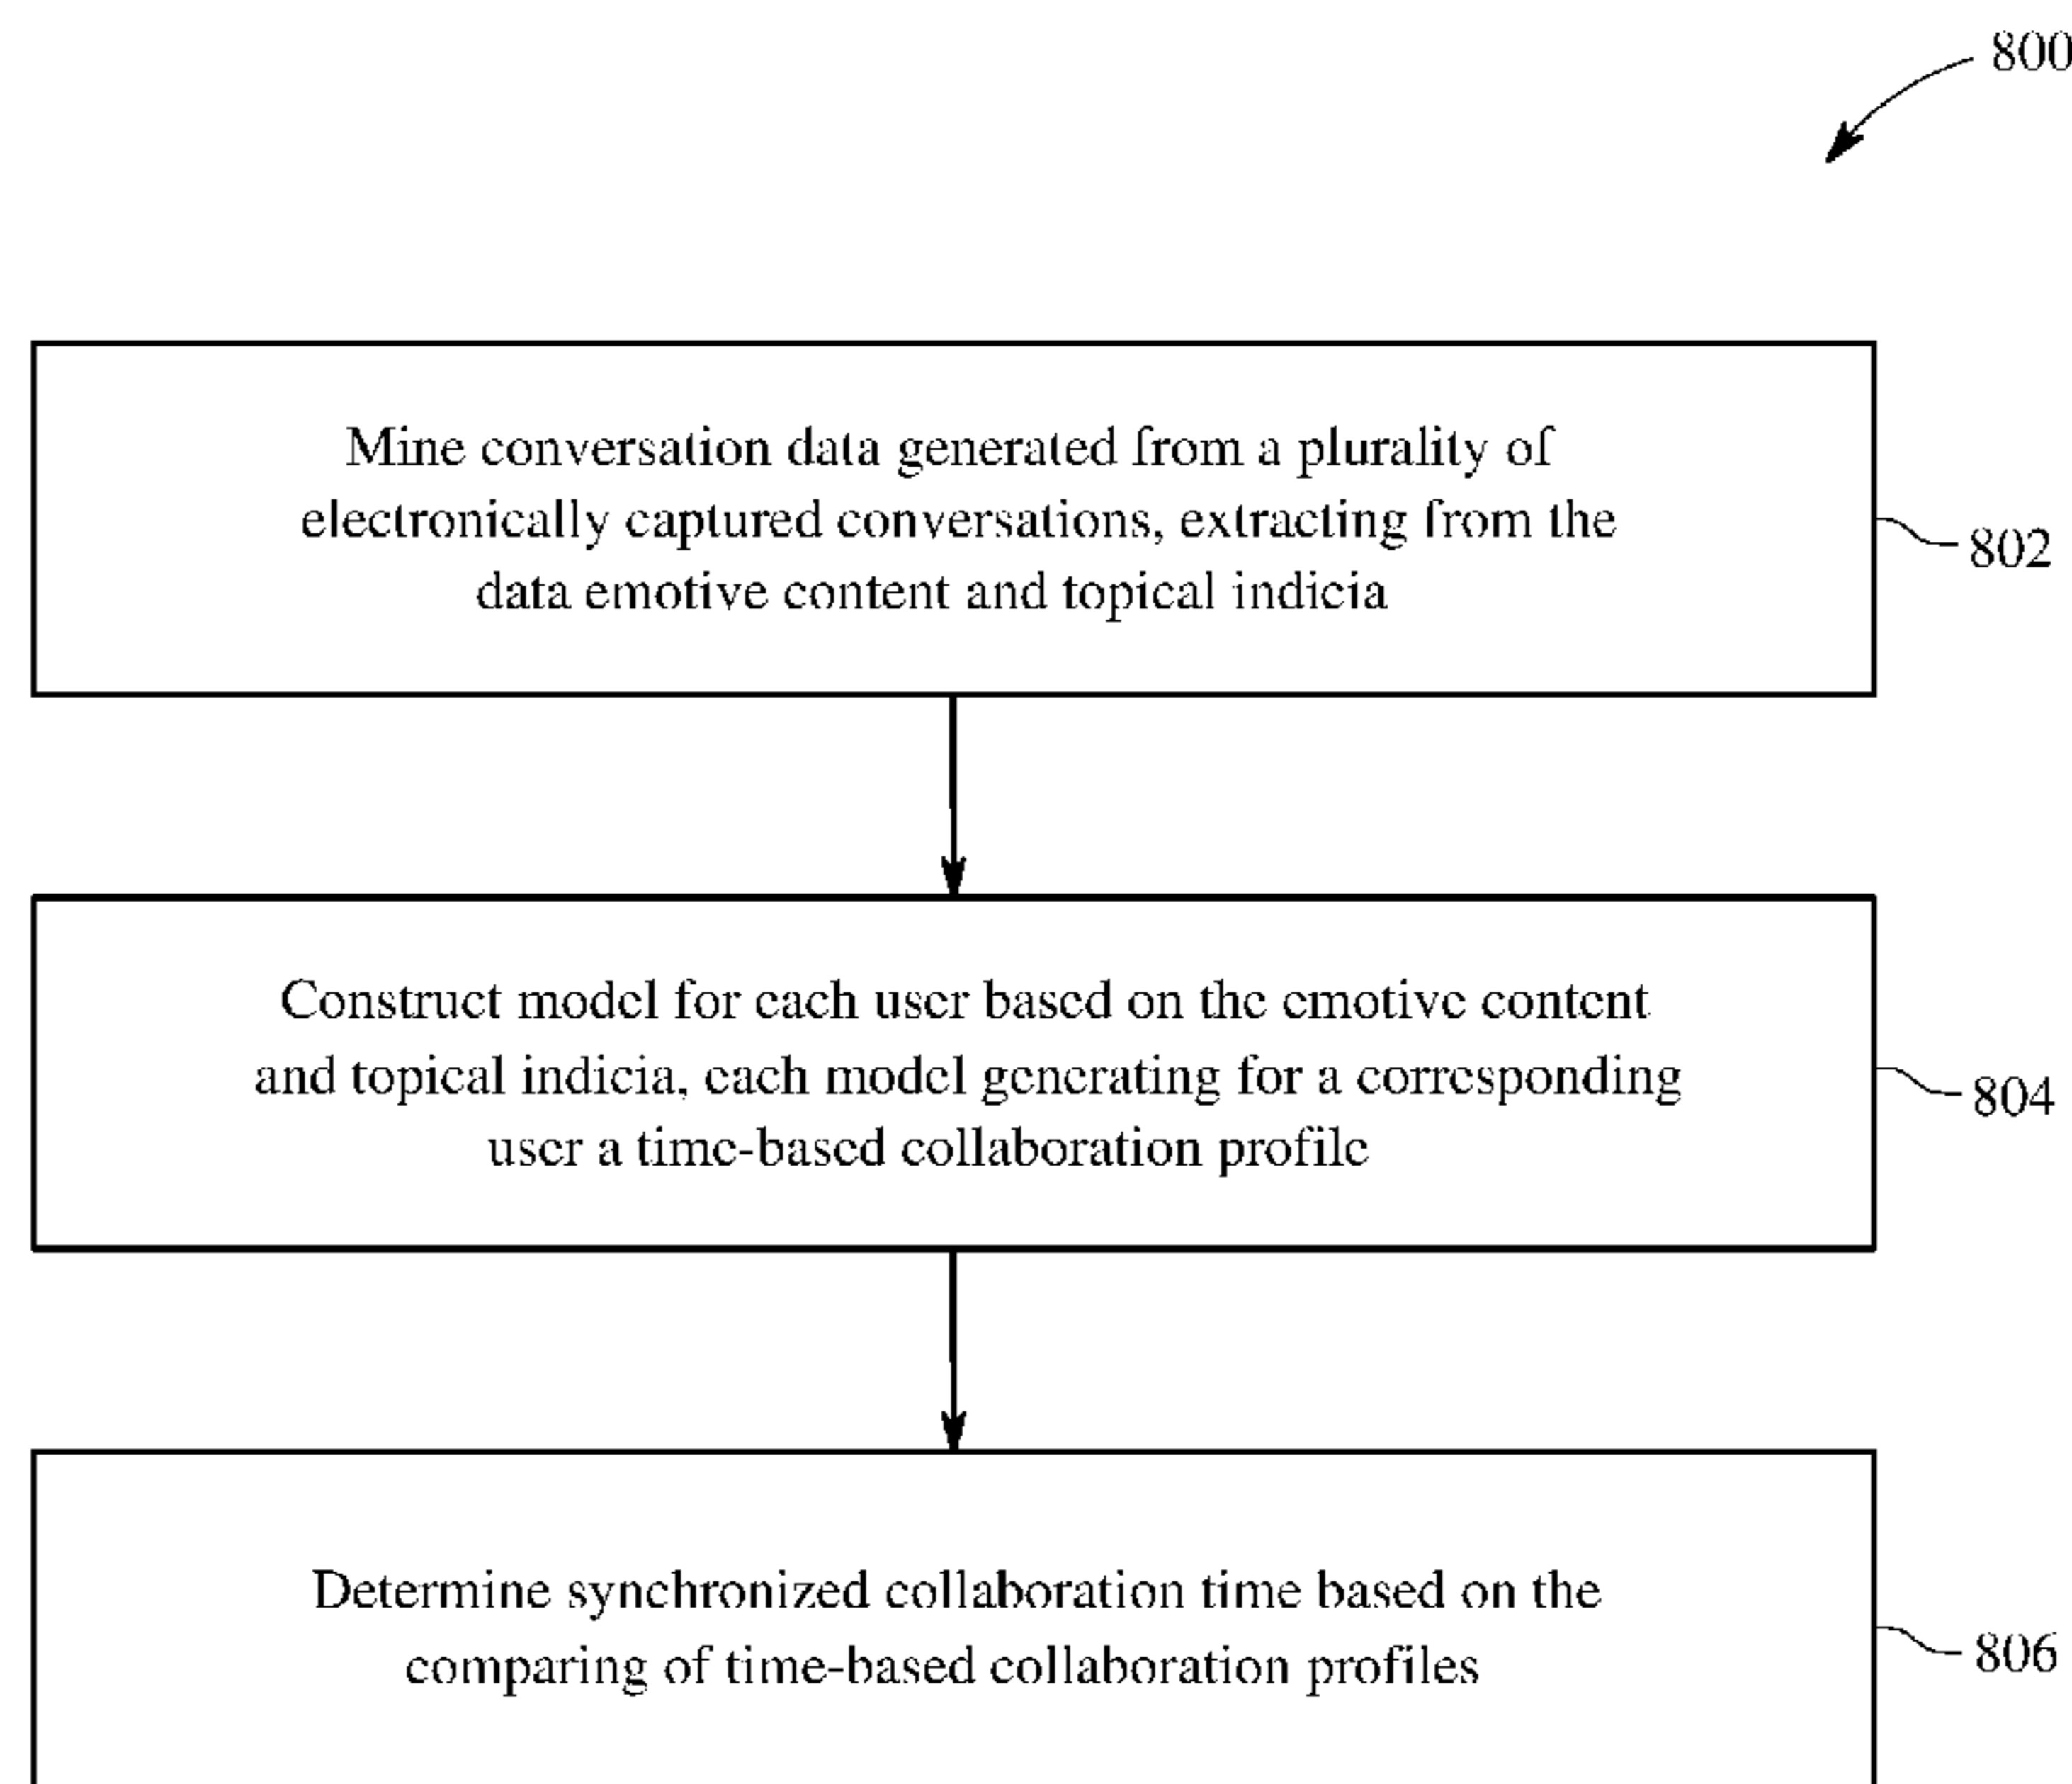 800
Mine conversation data generated from a plurality of
electronically captured conversations, extracting from the
data emotive content and topical indicia
802
Construct model for each user based on the emotive content
and topical indicia, each model generating for a corresponding
user a time-based collaboration profile
804
Determine synchronized collaboration time based on the
comparing of time-based collaboration profiles
806